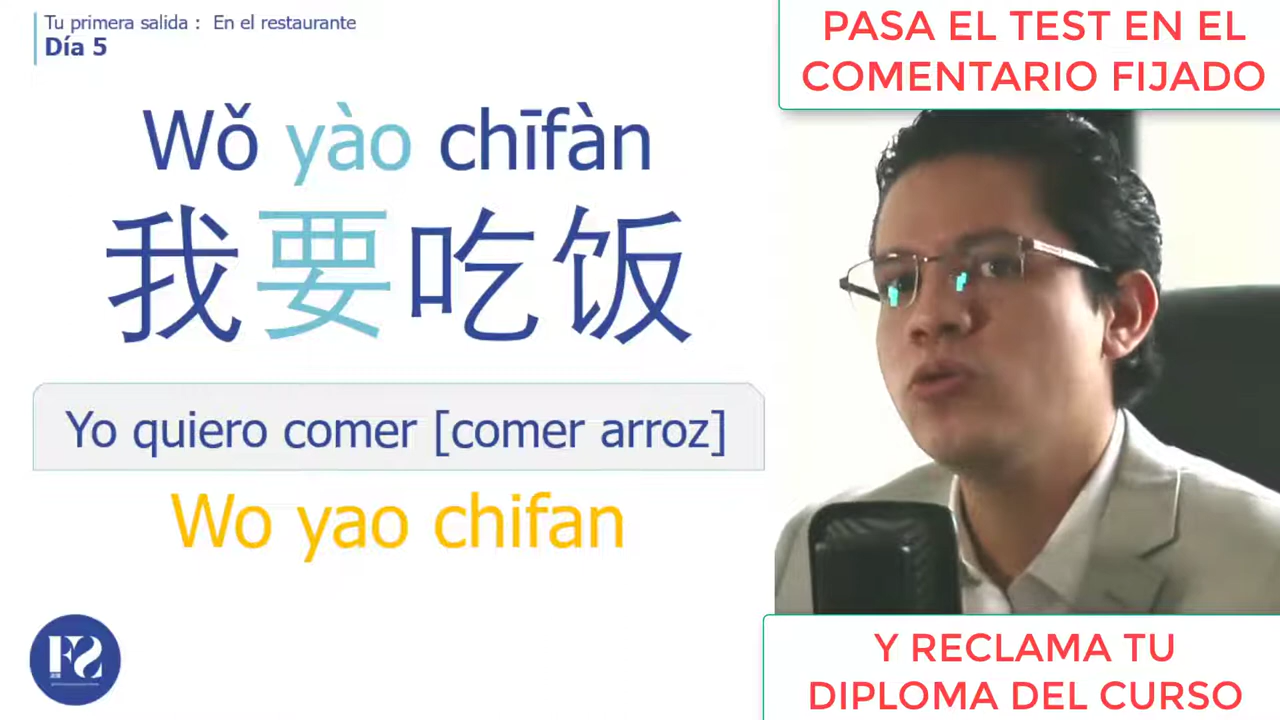 Tu primera salida : En el restaurante
Día 5
Wǒ yào chīfàn
我要吃饭
Yo quiero comer [comer arroz]
Wo yao chifan
PASA EL TEST EN EL
COMENTARIO FIJADO
Y RECLAMA TU
DIPLOMA DEL CURSO